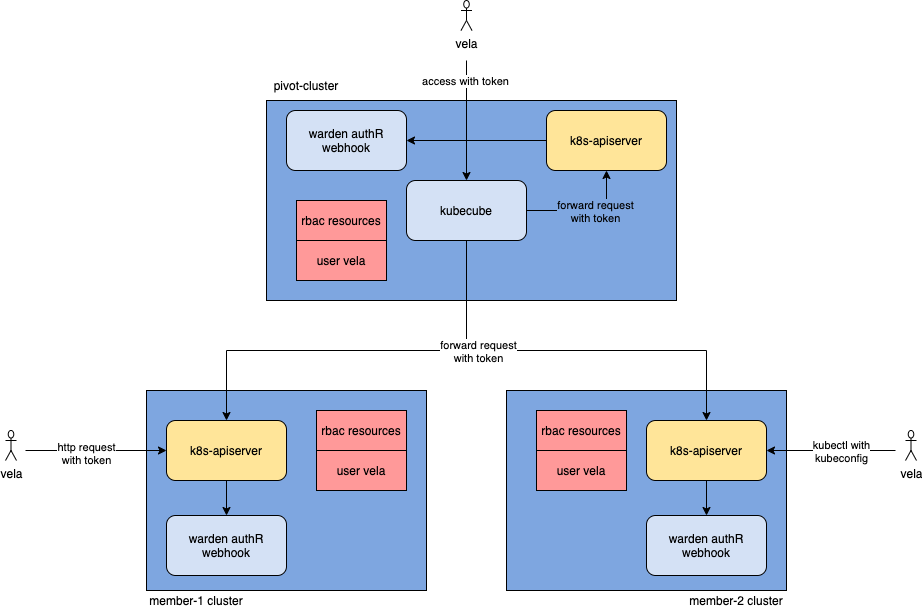 vela
access with token
pivot-cluster
warden authR
webhook
k8s-apiserver
kubecube
forward request
with token
rbac resources
user vela
forward request
with token
vela
http request
with token
k8s-apiserver
rbac resources
user vela
warden authR
webhook
member-1 cluster
rbac resources
user vela
k8s-apiserver
kubectl with
kubeconfig
vela
warden authR
webhook
member-2 cluster